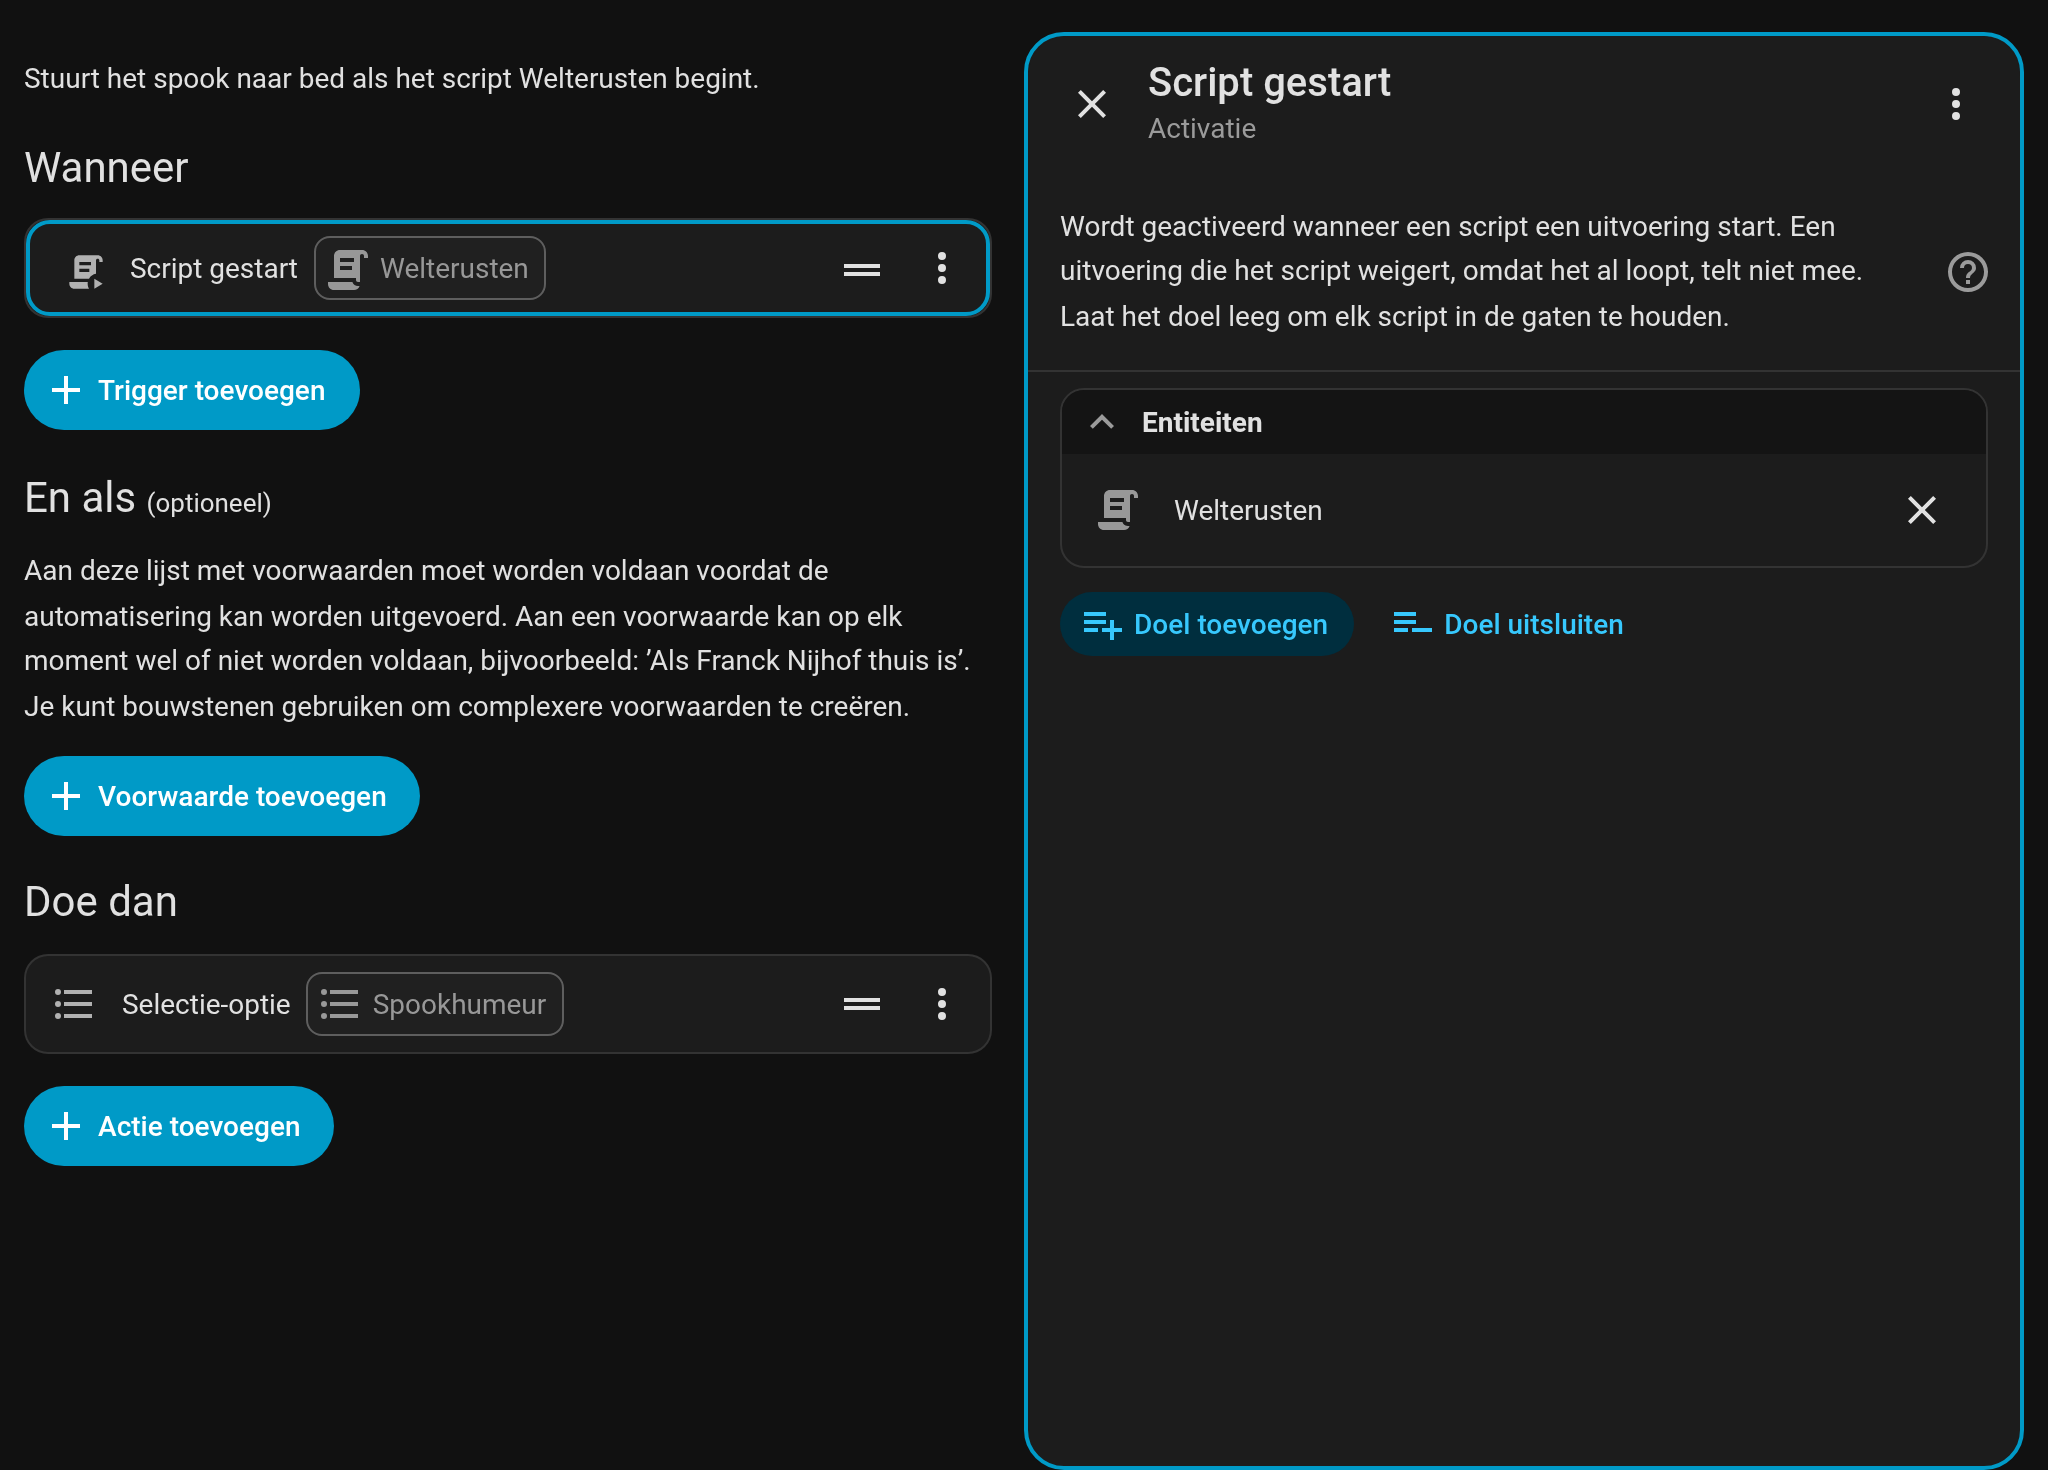 Stuurt het spook naar bed als het script Welterusten begint.
Wanneer
Script gestart Welterusten
Trigger toevoegen
En als (optioneel)
Aan deze lijst met voorwaarden moet worden voldaan voordat de
automatisering kan worden uitgevoerd. Aan een voorwaarde kan op elk
moment wel of niet worden voldaan, bijvoorbeeld: ’Als Franck Nijhof thuis is’.
Je kunt bouwstenen gebruiken om complexere voorwaarden te creëren.
Voorwaarde toevoegen
Doe dan
Selectie-optie Spookhumeur
Actie toevoegen
Script gestart
Activatie
Wordt geactiveerd wanneer een script een uitvoering start. Een
uitvoering die het script weigert, omdat het al loopt, telt niet mee.
Laat het doel leeg om elk script in de gaten te houden.
Entiteiten
Welterusten
Doel toevoegen Doel uitsluiten